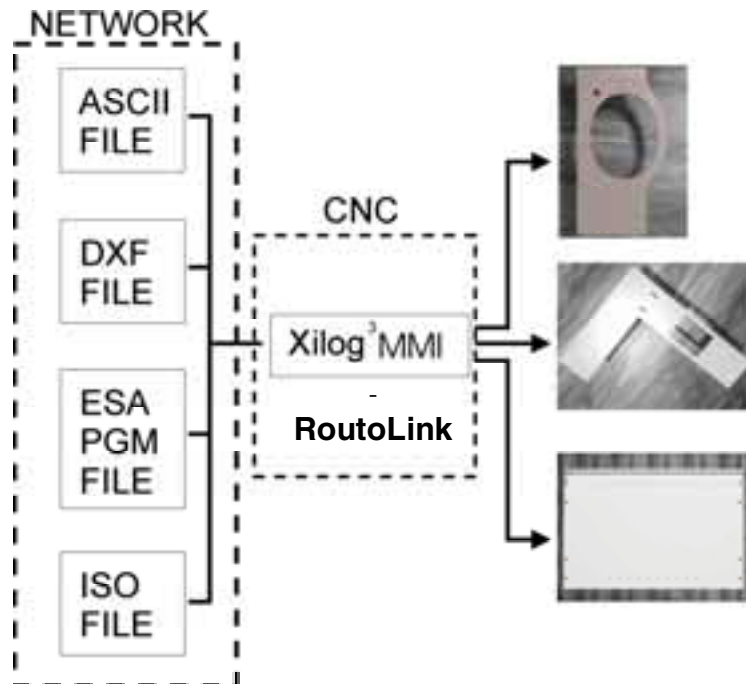 NETWORK
ASCII
FILE
DXF
FILE
ESA
PGM
FILE
ISO
FILE
CNC
Xilog³MMI
-
RoutoLink